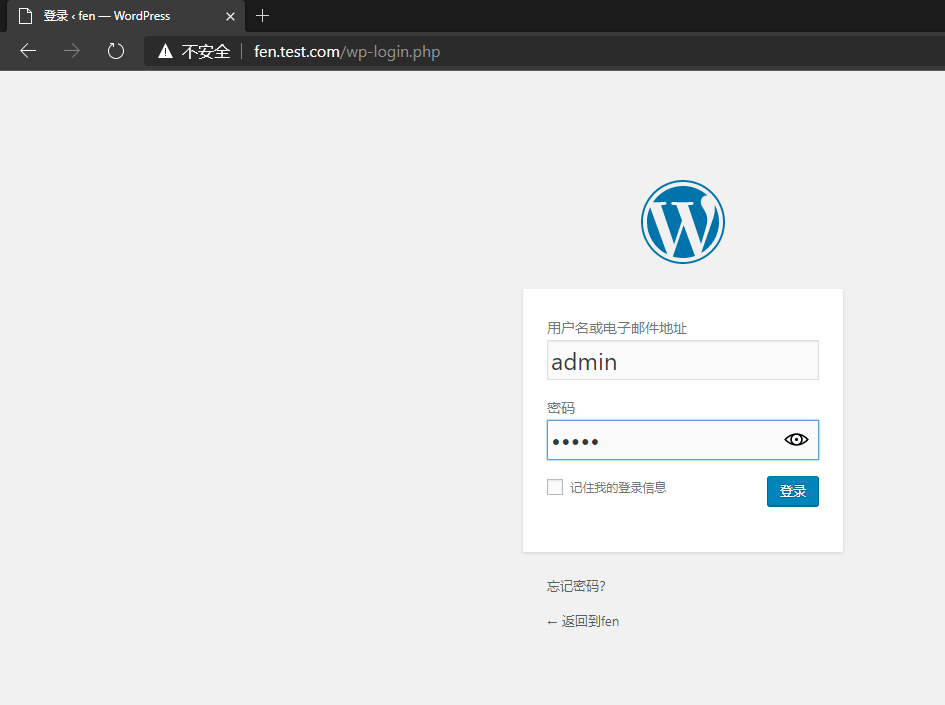 登录 ‹ fen — WordPress
不安全 fen.test.com/wp-login.php
用户名或电子邮件地址
admin
密码
•••••
记住我的登录信息
登录
忘记密码?
← 返回到fen